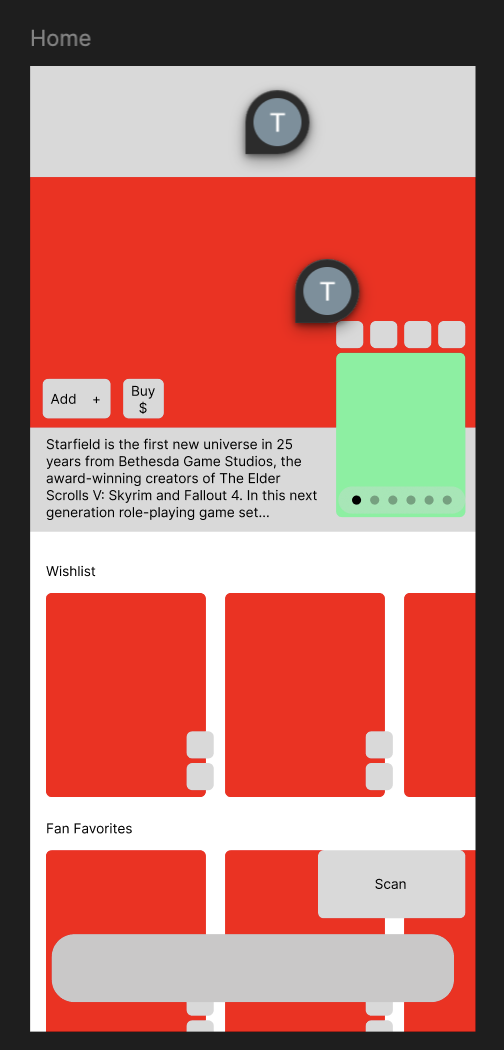 Home
T
T
Add +
Buy
$
Starfield is the first new universe in 25
years from Bethesda Game Studios, the
award-winning creators of The Elder
Scrolls V: Skyrim and Fallout 4. In this next
generation role-playing game set...
Wishlist
Fan Favorites
Scan